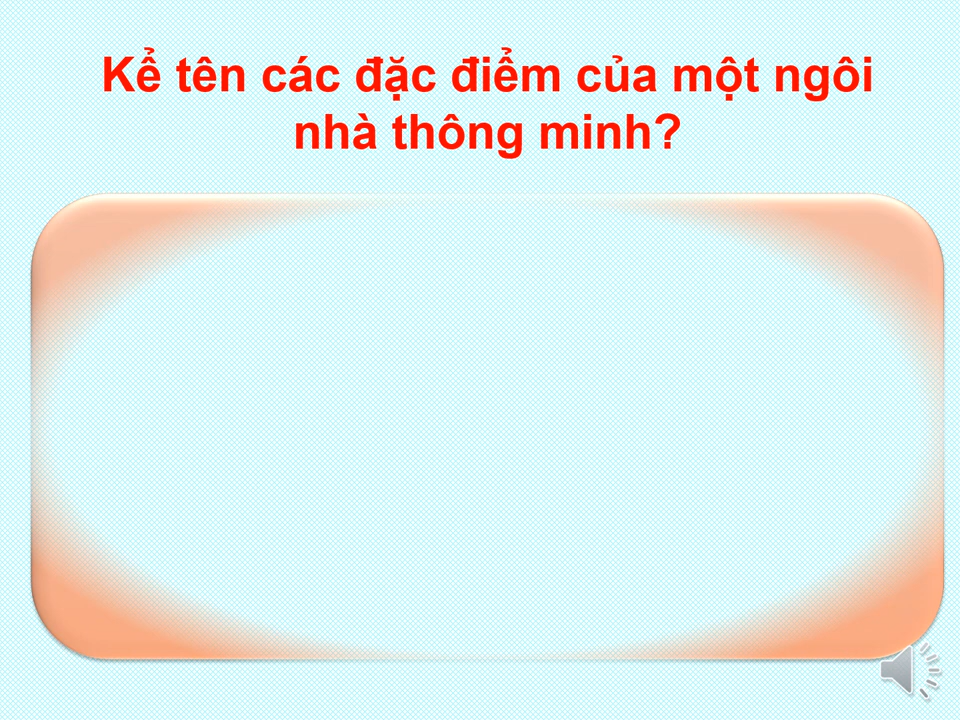 Kể tên các đặc điểm của một ngôi
nhà thông minh?